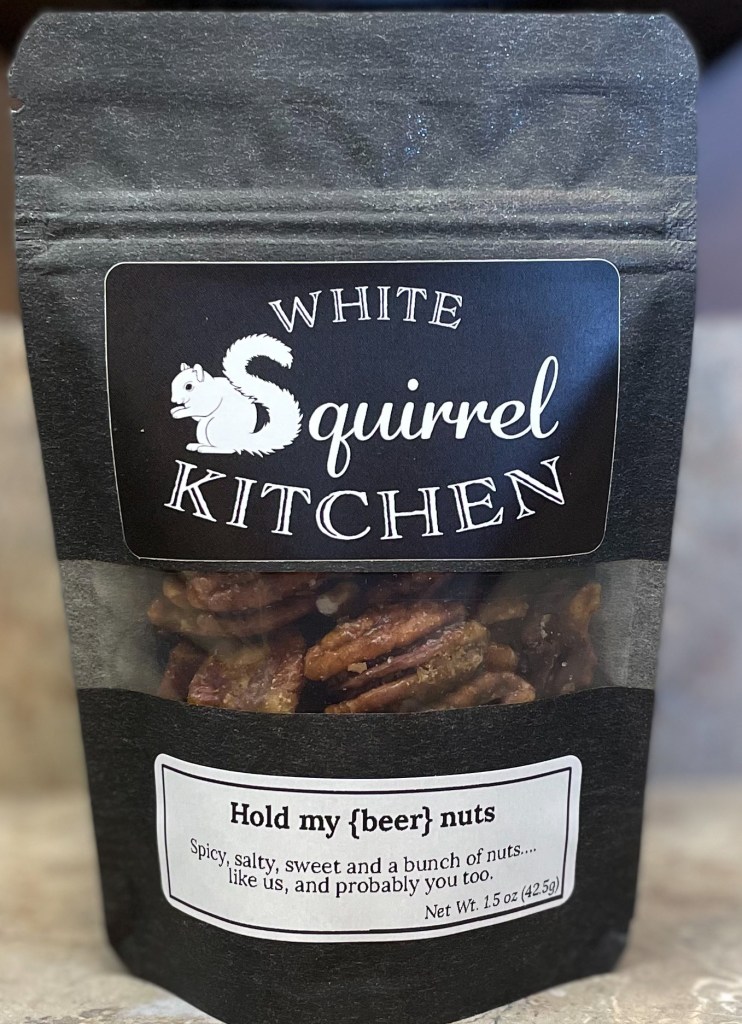 WHITE
Squirrel
KITCHEN
Hold my {beer} nuts
Spicy, salty, sweet and a bunch of nuts....
like us, and probably you too.
Net Wt. 1.5 oz (42.5g)